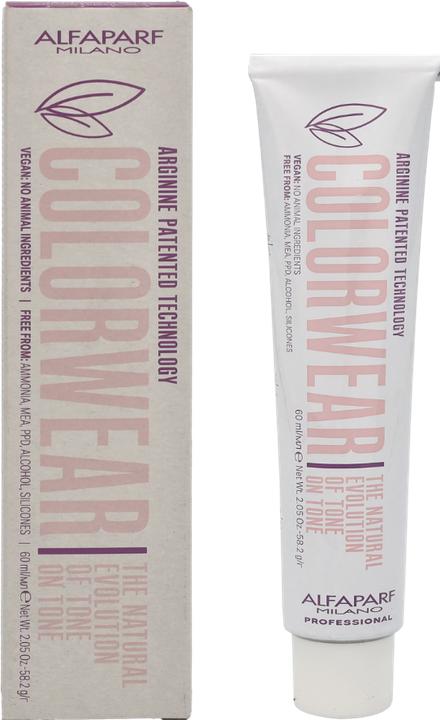 ALFAPARF
MILANO
ARGININE PATENTED TECHNOLOGY
COLORWEAR
THE NATURAL
EVOLUTION
OF TONE
ON TONE
VEGAN: NO ANIMAL INGREDIENTS | FREE FROM: AMMONIA, MEA, PPD, ALCOHOL, SILICONES | 60 ml/мл ℮ Net Wt. 2.05 Oz-58.2 g/г
ARGININE PATENTED TECHNOLOGY
COLORWEAR
THE NATURAL
EVOLUTION
OF TONE
ON TONE
VEGAN: NO ANIMAL INGREDIENTS
FREE FROM: AMMONIA, MEA, PPD, ALCOHOL, SILICONES
60 ml/мл ℮ Net Wt. 2.05 Oz-58.2 g/г
ALFAPARF
MILANO
PROFESSIONAL